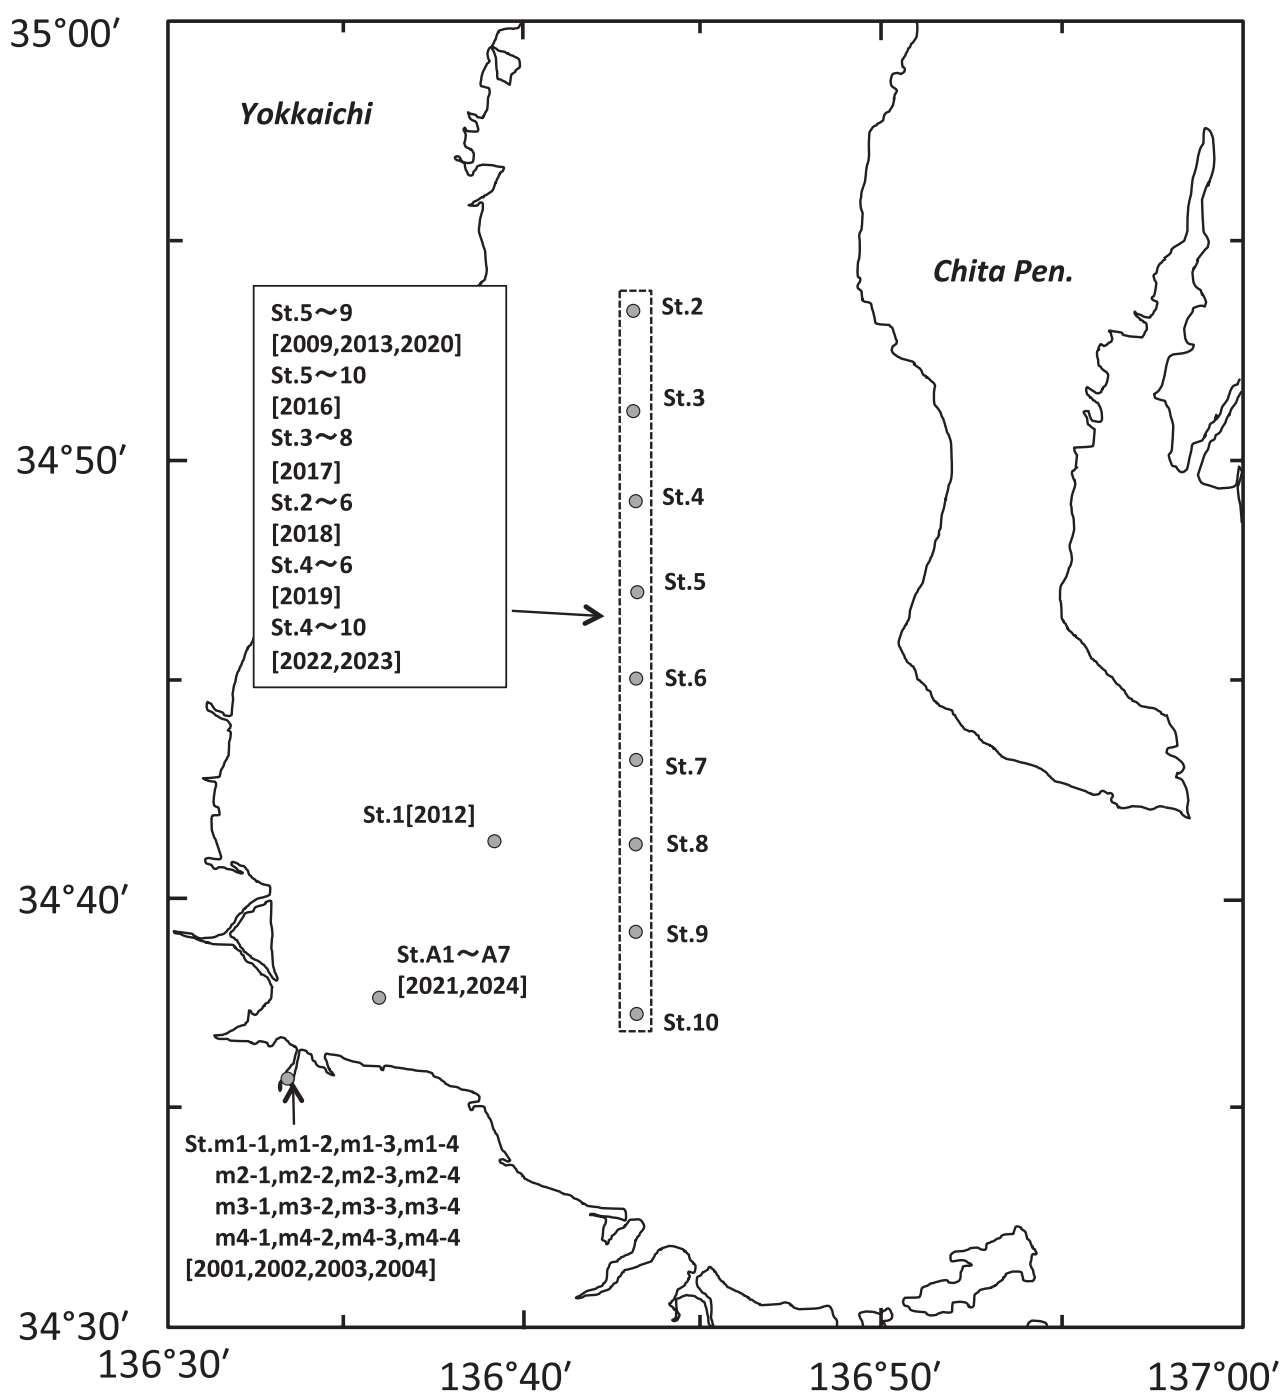 35°00′
Yokkaichi
Chita Pen.
St.5～9
[2009,2013,2020]
St.5～10
[2016]
St.3～8
[2017]
St.2～6
[2018]
St.4～6
[2019]
St.4～10
[2022,2023]
St.2
St.3
34°50′
St.4
St.5
St.6
St.7
St.1[2012]
St.8
34°40′
St.9
St.A1～A7
[2021,2024]
St.10
St.m1-1,m1-2,m1-3,m1-4
m2-1,m2-2,m2-3,m2-4
m3-1,m3-2,m3-3,m3-4
m4-1,m4-2,m4-3,m4-4
[2001,2002,2003,2004]
34°30′
136°30′
136°40′
136°50′
137°00′